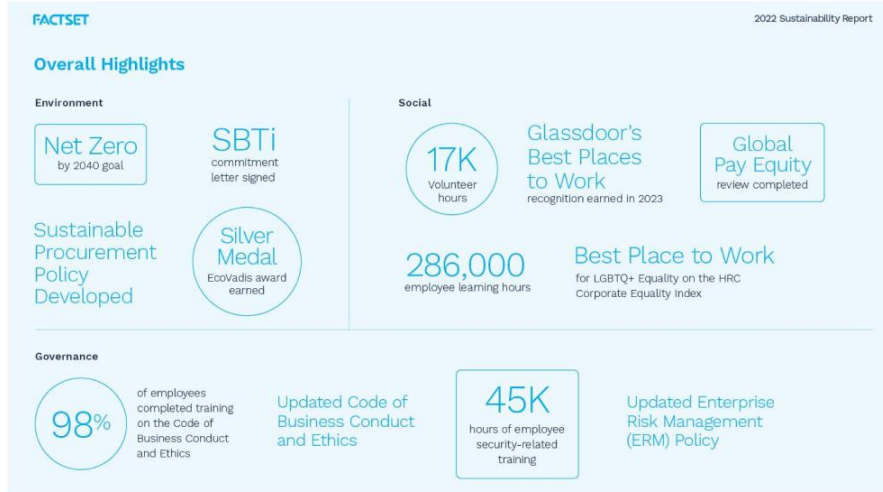 FACTSET
2022 Sustainability Report
Overall Highlights
Environment
Net Zero
by 2040 goal
SBTi
commitment
letter signed
Sustainable
Procurement
Policy
Developed
Silver
Medal
EcoVadis award
earned
Social
17K
Volunteer
hours
Glassdoor's
Best Places
to Work
recognition earned in 2023
Global
Pay Equity
review completed
286,000
employee learning hours
Best Place to Work
for LGBTQ+ Equality on the HRC
Corporate Equality Index
Governance
98%
of employees
completed training
on the Code of
Business Conduct
and Ethics
Updated Code of
Business Conduct
and Ethics
45K
hours of employee
security-related
training
Updated Enterprise
Risk Management
(ERM) Policy